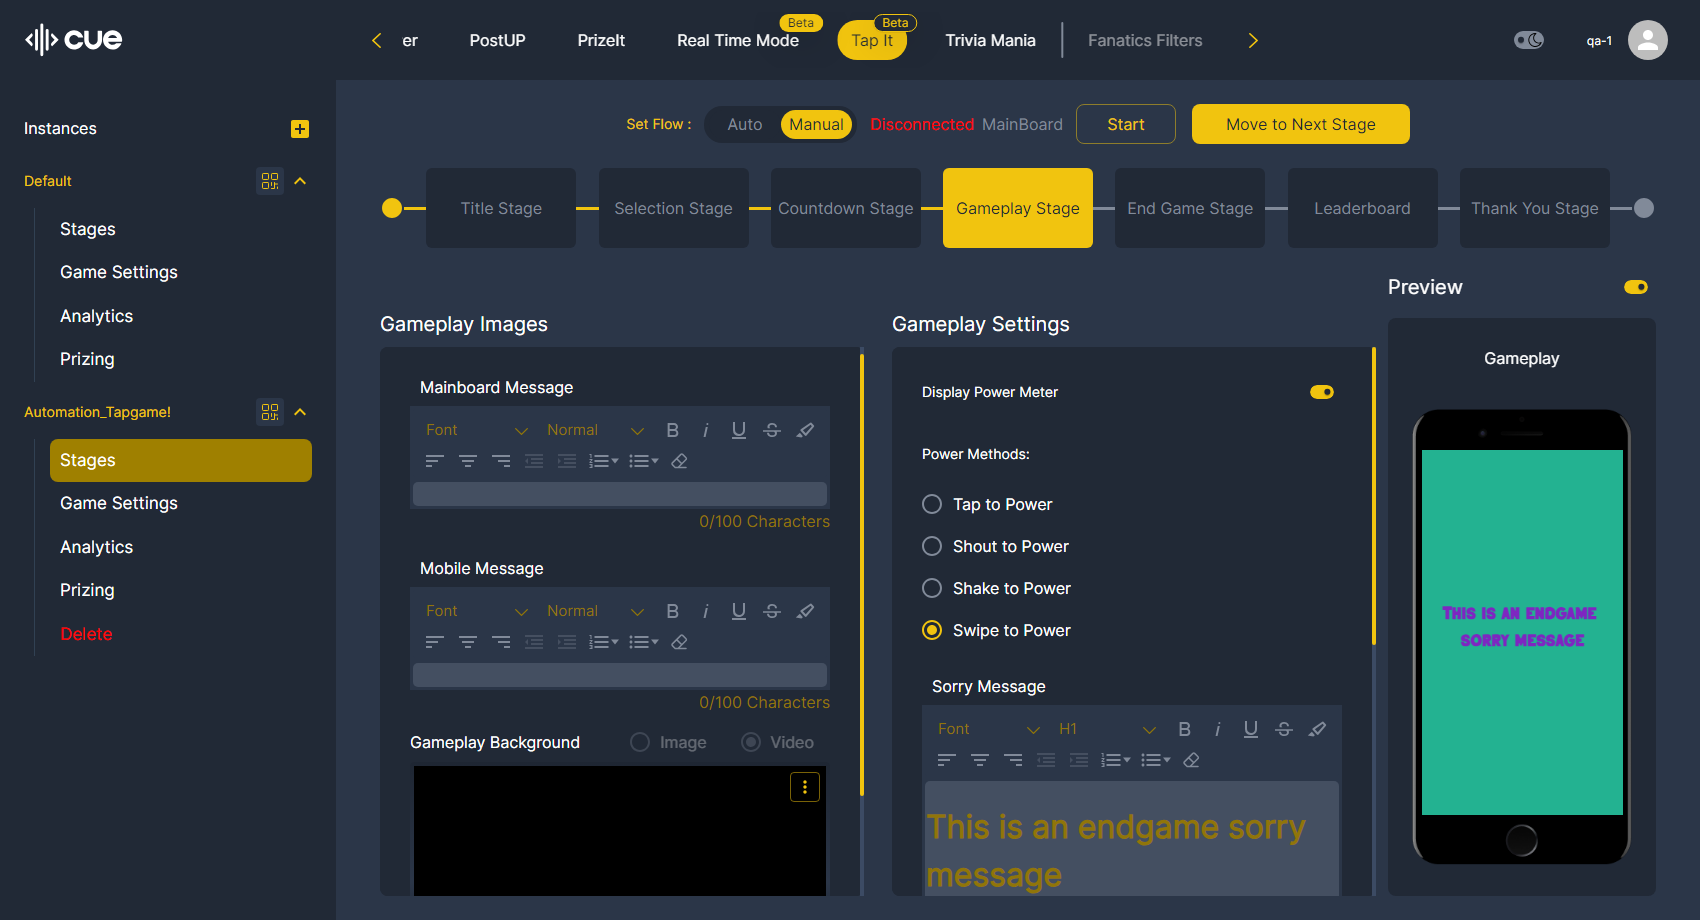 cue
er PostUP PrizeIt Real Time Mode Beta Tap It Beta Trivia Mania Fanatics Filters
qa-1
Instances
Default
Stages
Game Settings
Analytics
Prizing
Automation_Tapgame!
Stages
Game Settings
Analytics
Prizing
Delete
Set Flow : Auto Manual Disconnected MainBoard Start Move to Next Stage
Title Stage Selection Stage Countdown Stage Gameplay Stage End Game Stage Leaderboard Thank You Stage
Gameplay Images
Mainboard Message
Font Normal B i U S
0/100 Characters
Mobile Message
Font Normal B i U S
0/100 Characters
Gameplay Background Image Video
Gameplay Settings
Display Power Meter
Power Methods:
Tap to Power
Shout to Power
Shake to Power
Swipe to Power
Sorry Message
Font H1 B i U S
This is an endgame sorry
message
Preview
Gameplay
This is an endgame
sorry message